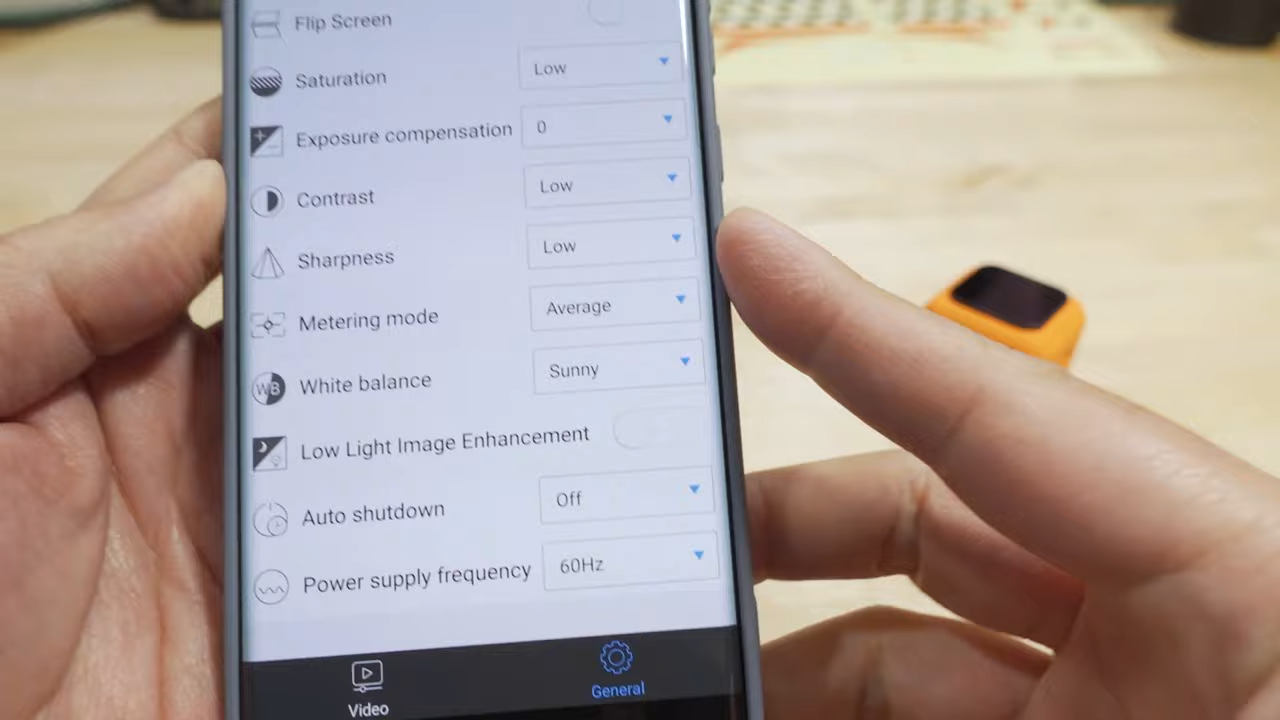 Flip Screen
Saturation Low
Exposure compensation 0
Contrast Low
Sharpness Low
Metering mode Average
WB White balance Sunny
Low Light Image Enhancement
Auto shutdown Off
Power supply frequency 60Hz
Video General